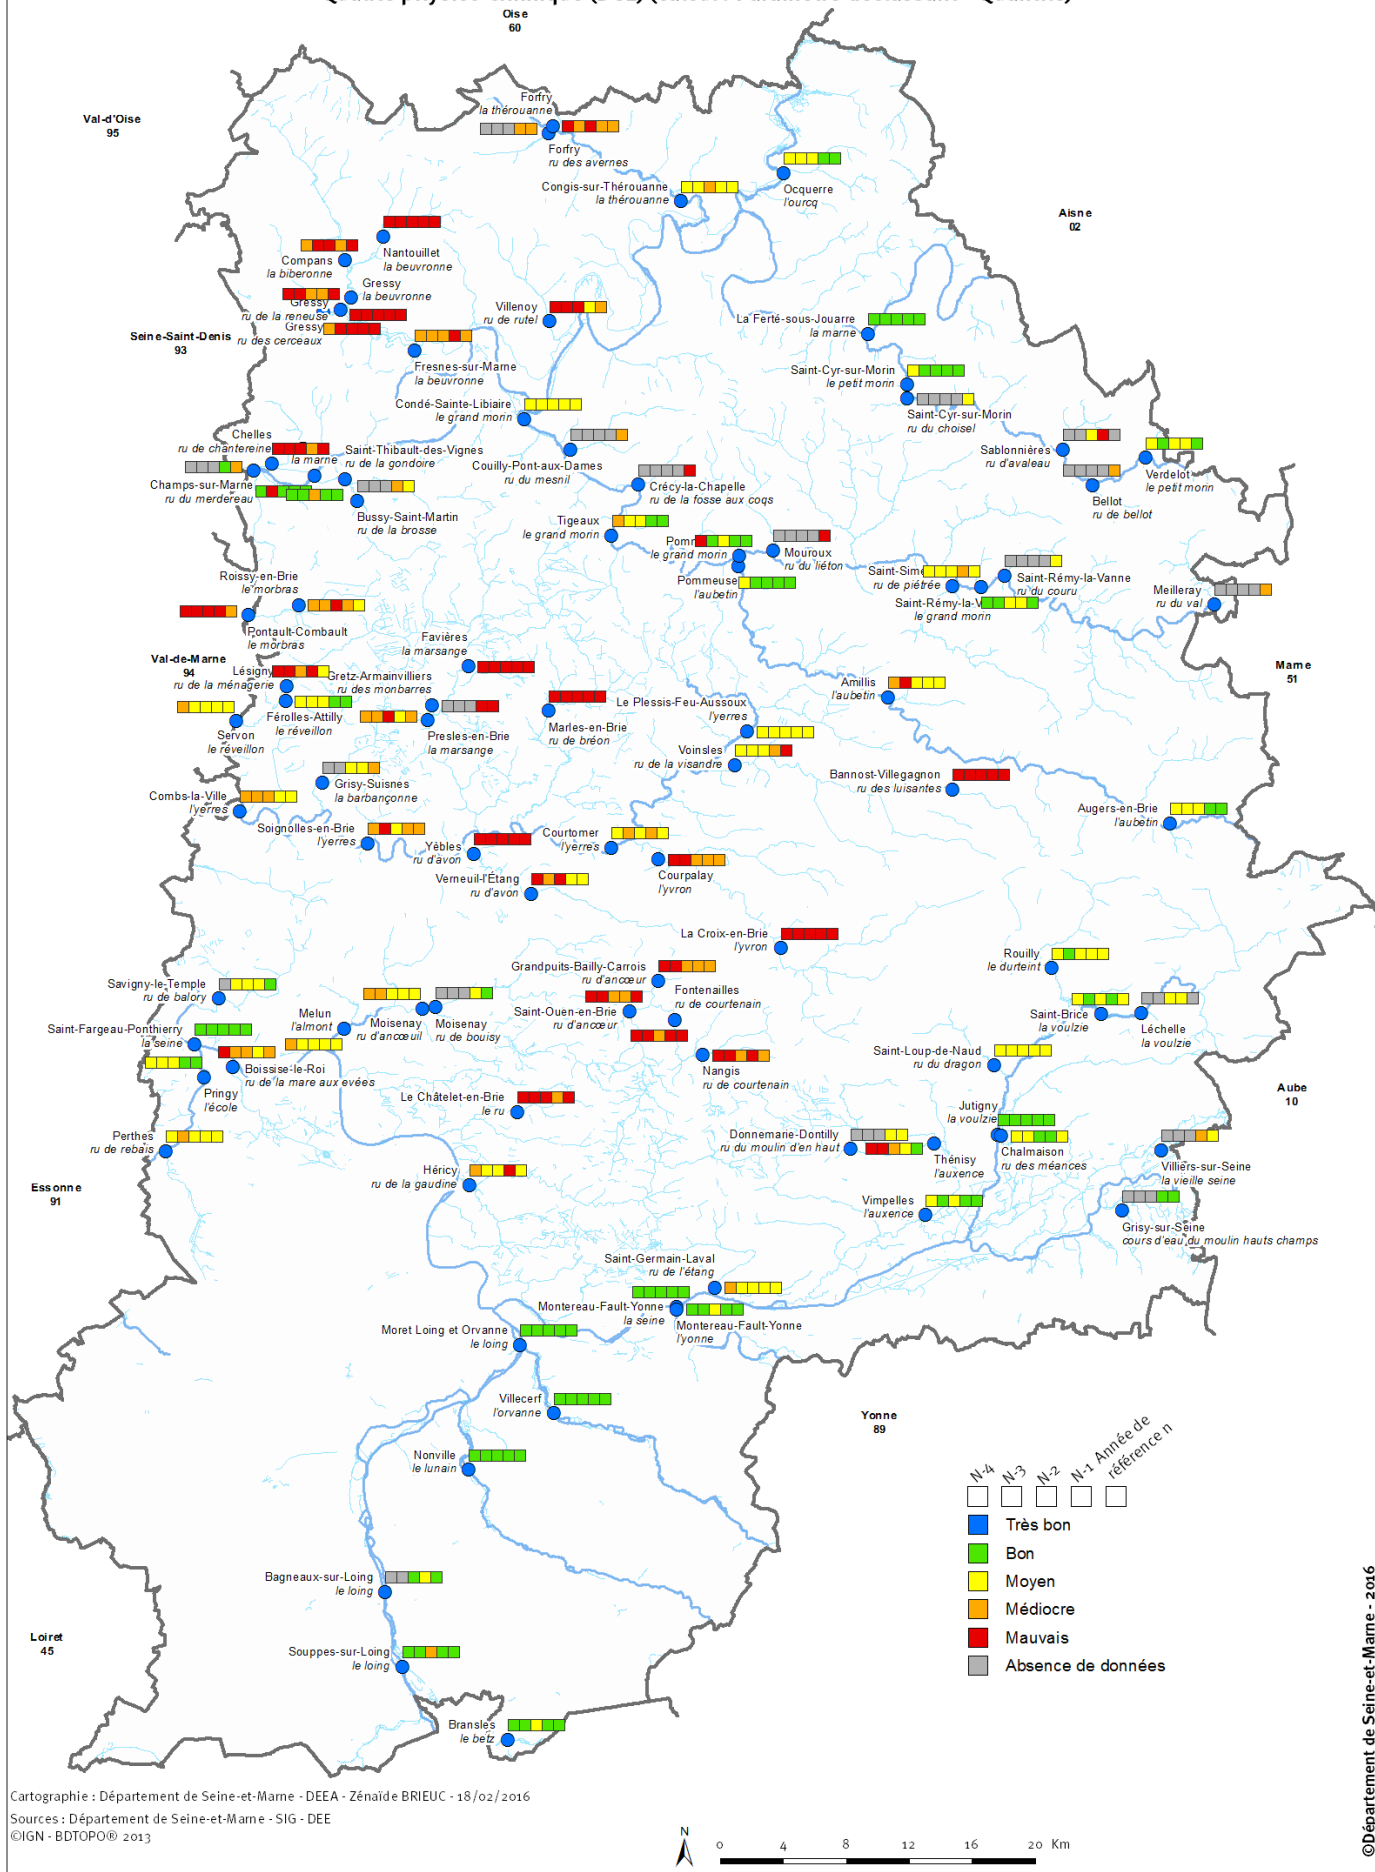 Oise
60
Forfry
la thérouanne
Val-d'Oise
95
Forfry
ru des avernes
Congis-sur-Thérouanne
la thérouanne
Ocquerre
l'ourcq
Aisne
02
Nantouillet
la beuvronne
Compans
la biberonne
Gressy
la beuvronne
Gressy
ru de la reneuse
Gressy
ru des cerceaux
Villenoy
ru de rutel
La Ferté-sous-Jouarre
la marne
Seine-Saint-Denis
93
Fresnes-sur-Marne
la beuvronne
Saint-Cyr-sur-Morin
le petit morin
Condé-Sainte-Libiaire
le grand morin
Saint-Cyr-sur-Morin
ru du choisel
Chelles
ru de chantereine
la marne
Saint-Thibault-des-Vignes
ru de la gondoire
Couilly-Pont-aux-Dames
ru du mesnil
Sablonnières
ru d'avaleau
Verdelot
le petit morin
Champs-sur-Marne
ru du merdereau
Crécy-la-Chapelle
ru de la fosse aux coqs
Bellot
ru de bellot
Bussy-Saint-Martin
ru de la brosse
Tigeaux
le grand morin
le grand morin
Mouroux
ru du liéton
Pommeuse
l'aubetin
ru de piétrée
Saint-Rémy-la-Vanne
ru du couru
le grand morin
Meilleray
ru du val
Roissy-en-Brie
le morbras
Pontault-Combault
le morbras
Favières
la marsange
Val-de-Marne
94
Marne
51
Lésigny
ru de la ménagerie
Gretz-Armainvilliers
ru des monbarres
Férolles-Attilly
le réveillon
Servon
le réveillon
Presles-en-Brie
la marsange
Marles-en-Brie
ru de bréon
Le Plessis-Feu-Aussoux
l'yerres
Amillis
l'aubetin
Voinsles
ru de la visandre
Bannost-Villegagnon
ru des luisantes
Grisy-Suisnes
la barbançonne
Combs-la-Ville
l'yerres
Augers-en-Brie
l'aubetin
Soignolles-en-Brie
l'yerres
Yèbles
ru d'avon
Courtomer
l'yerres
Courpalay
l'yvron
Verneuil-l'Étang
ru d'avon
La Croix-en-Brie
l'yvron
Rouilly
le durteint
Grandpuits-Bailly-Carrois
ru d'ancœur
Savigny-le-Temple
ru de balory
Fontenailles
ru de courtenain
Saint-Ouen-en-Brie
ru d'ancœur
Melun
l'almont
Moisenay
ru d'ancœuil
Moisenay
ru de bouisy
Saint-Brice
la voulzie
Léchelle
la voulzie
Saint-Fargeau-Ponthierry
la seine
Boissise-le-Roi
ru de la mare aux evées
Nangis
ru de courtenain
Saint-Loup-de-Naud
ru du dragon
Pringy
l'école
Le Châtelet-en-Brie
le ru
Aube
10
Jutigny
la voulzie
Perthes
ru de rebais
Donnemarie-Dontilly
ru du moulin d'en haut
Thénisy
l'auxence
Chalmaison
ru des méances
Villiers-sur-Seine
la vieille seine
Héricy
ru de la gaudine
Essonne
91
Vimpelles
l'auxence
Grisy-sur-Seine
cours d'eau du moulin hauts champs
Saint-Germain-Laval
ru de l'étang
Montereau-Fault-Yonne
la seine
Montereau-Fault-Yonne
l'yonne
Moret Loing et Orvanne
le loing
Villecerf
l'orvanne
Yonne
89
Nonville
le lunain
N-4
N-3
N-2
N-1
Année de
référence n
Très bon
Bon
Moyen
Médiocre
Mauvais
Absence de données
Bagneaux-sur-Loing
le loing
Loiret
45
Souppes-sur-Loing
le loing
Bransles
le betz
Cartographie : Département de Seine-et-Marne - DEEA - Zénaïde BRIEUC - 18/02/2016
Sources : Département de Seine-et-Marne - SIG - DEE
©IGN - BDTOPO® 2013
N
0 4 8 12 16 20 Km
©Département de Seine-et-Marne - 2016